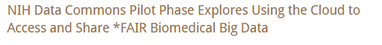 NIH Data Commons Pilot Phase Explores Using the Cloud to
Access and Share *FAIR Biomedical Big Data